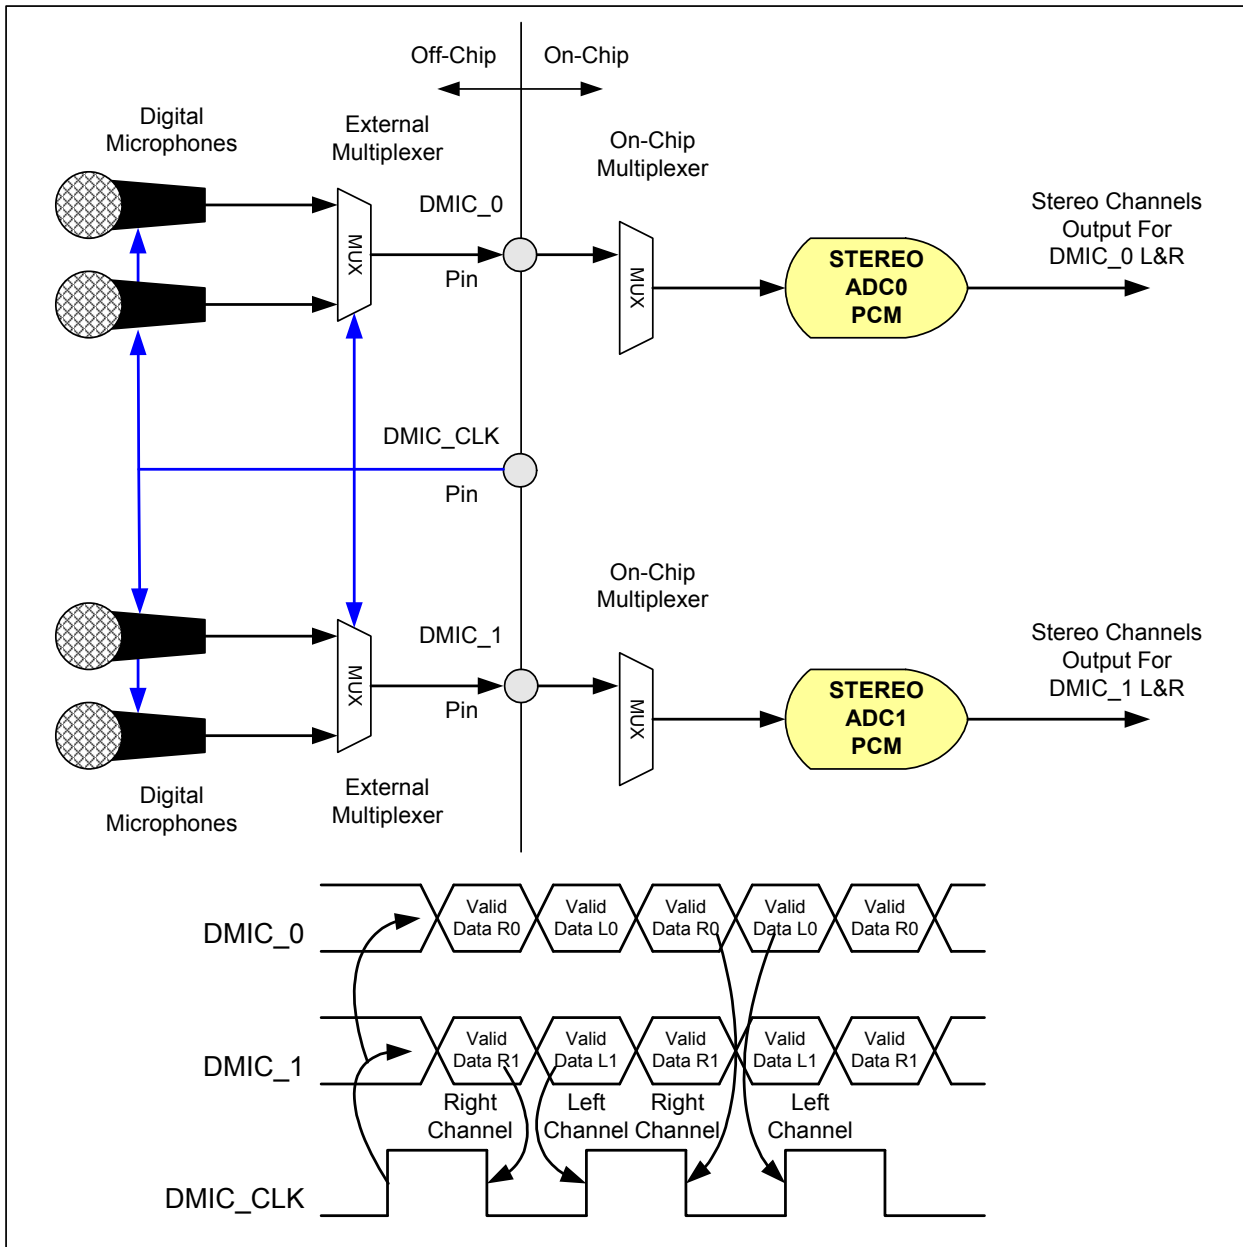 Off-Chip
On-Chip
Digital
Microphones
External
Multiplexer
On-Chip
Multiplexer
DMIC_0
Pin
MUX
MUX
STEREO
ADC0
PCM
Stereo Channels
Output For
DMIC_0 L&R
DMIC_CLK
Pin
On-Chip
Multiplexer
DMIC_1
Pin
MUX
MUX
STEREO
ADC1
PCM
Stereo Channels
Output For
DMIC_1 L&R
Digital
Microphones
External
Multiplexer
DMIC_0
Valid
Data R0
Valid
Data L0
Valid
Data R0
Valid
Data L0
Valid
Data R0
DMIC_1
Valid
Data R1
Valid
Data L1
Valid
Data R1
Valid
Data L1
Valid
Data R1
Right
Channel
Left
Channel
Right
Channel
Left
Channel
DMIC_CLK